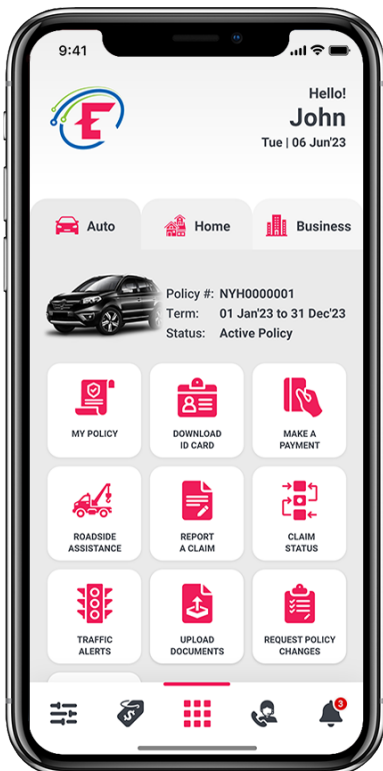 9:41
E
Hello!
John
Tue | 06 Jun'23
Auto
Home
Business
Policy #: NYH0000001
Term: 01 Jan'23 to 31 Dec'23
Status: Active Policy
MY POLICY
DOWNLOAD
ID CARD
MAKE A
PAYMENT
ROADSIDE
ASSISTANCE
REPORT
A CLAIM
CLAIM
STATUS
TRAFFIC
ALERTS
UPLOAD
DOCUMENTS
REQUEST POLICY
CHANGES
$
3